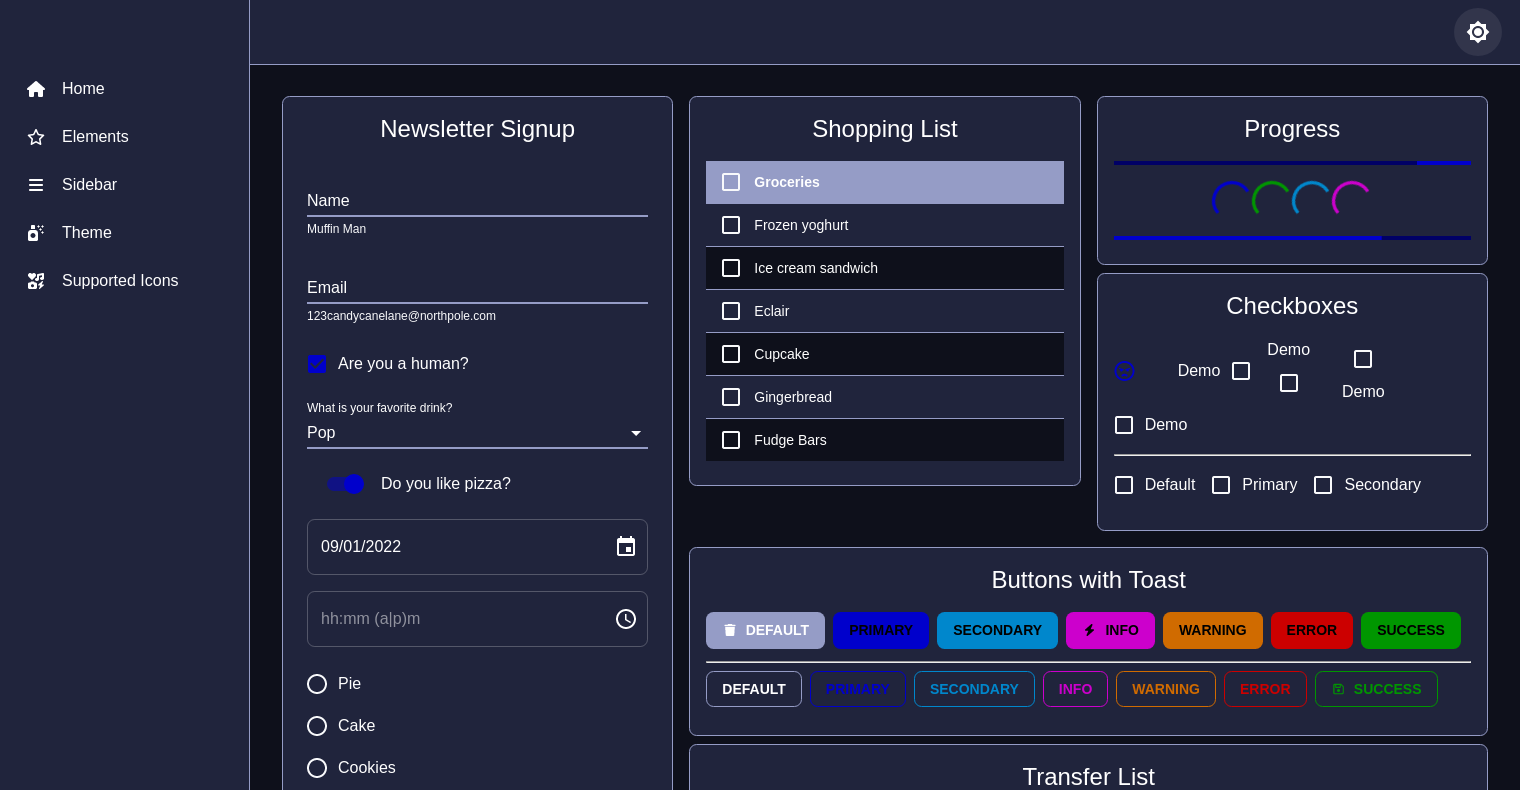 Home
Elements
Sidebar
Theme
Supported Icons
Newsletter Signup
Name
Muffin Man
Email
123candycanelane@northpole.com
Are you a human?
What is your favorite drink?
Pop
Do you like pizza?
09/01/2022
hh:mm (a|p)m
Pie
Cake
Cookies
Shopping List
Groceries
Frozen yoghurt
Ice cream sandwich
Eclair
Cupcake
Gingerbread
Fudge Bars
Progress
Checkboxes
Demo
Demo
Demo
Demo
Default Primary Secondary
Buttons with Toast
DEFAULT PRIMARY SECONDARY INFO WARNING ERROR SUCCESS
DEFAULT PRIMARY SECONDARY INFO WARNING ERROR SUCCESS
Transfer List